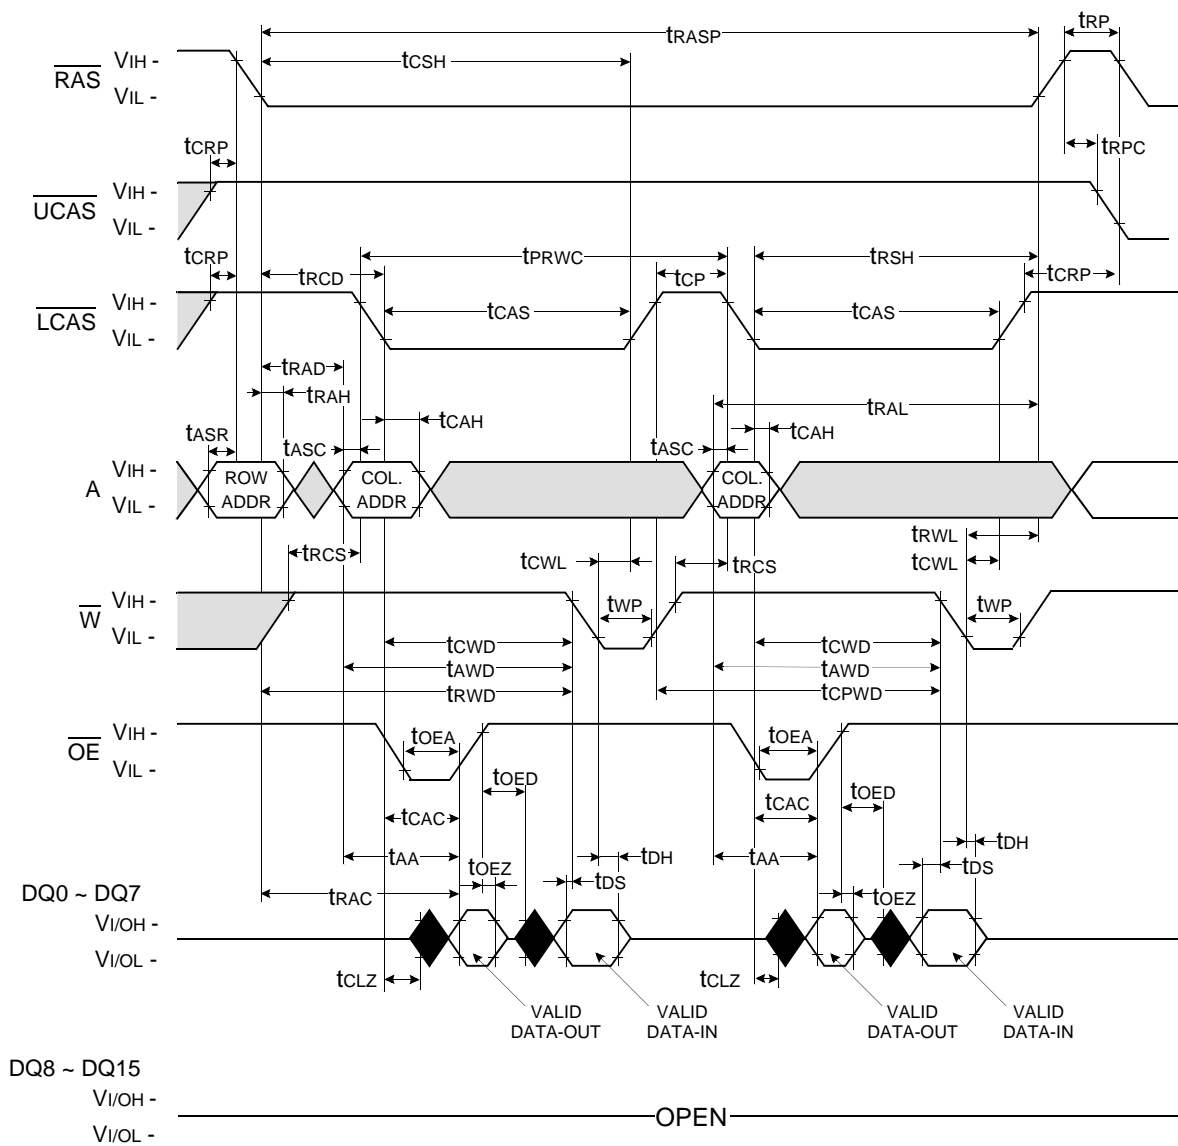 tRP
tRASP
tCSH
RAS
VIH -
VIL -
tCRP
tRPC
UCAS
VIH -
VIL -
tCRP
tRCD
tPRWC
tCP
tRSH
tCRP
LCAS
VIH -
VIL -
tCAS
tCAS
tRAD
tRAH
tCAH
tRAL
tASR
tASC
tASC
tCAH
A
VIH -
VIL -
ROW
ADDR
COL.
ADDR
COL.
ADDR
tRCS
tCWL
tRCS
tRWL
tCWL
W
VIH -
VIL -
tWP
tWP
tCWD
tCWD
tAWD
tAWD
tRWD
tCPWD
OE
VIH -
VIL -
tOEA
tOEA
tOED
tOED
tCAC
tCAC
tAA
tOEZ
tDH
tDS
tAA
tOEZ
tDH
tDS
tRAC
DQ0 ~ DQ7
VI/OH -
VI/OL -
tCLZ
tCLZ
VALID
DATA-OUT
VALID
DATA-IN
VALID
DATA-OUT
VALID
DATA-IN
DQ8 ~ DQ15
VI/OH -
VI/OL -
OPEN